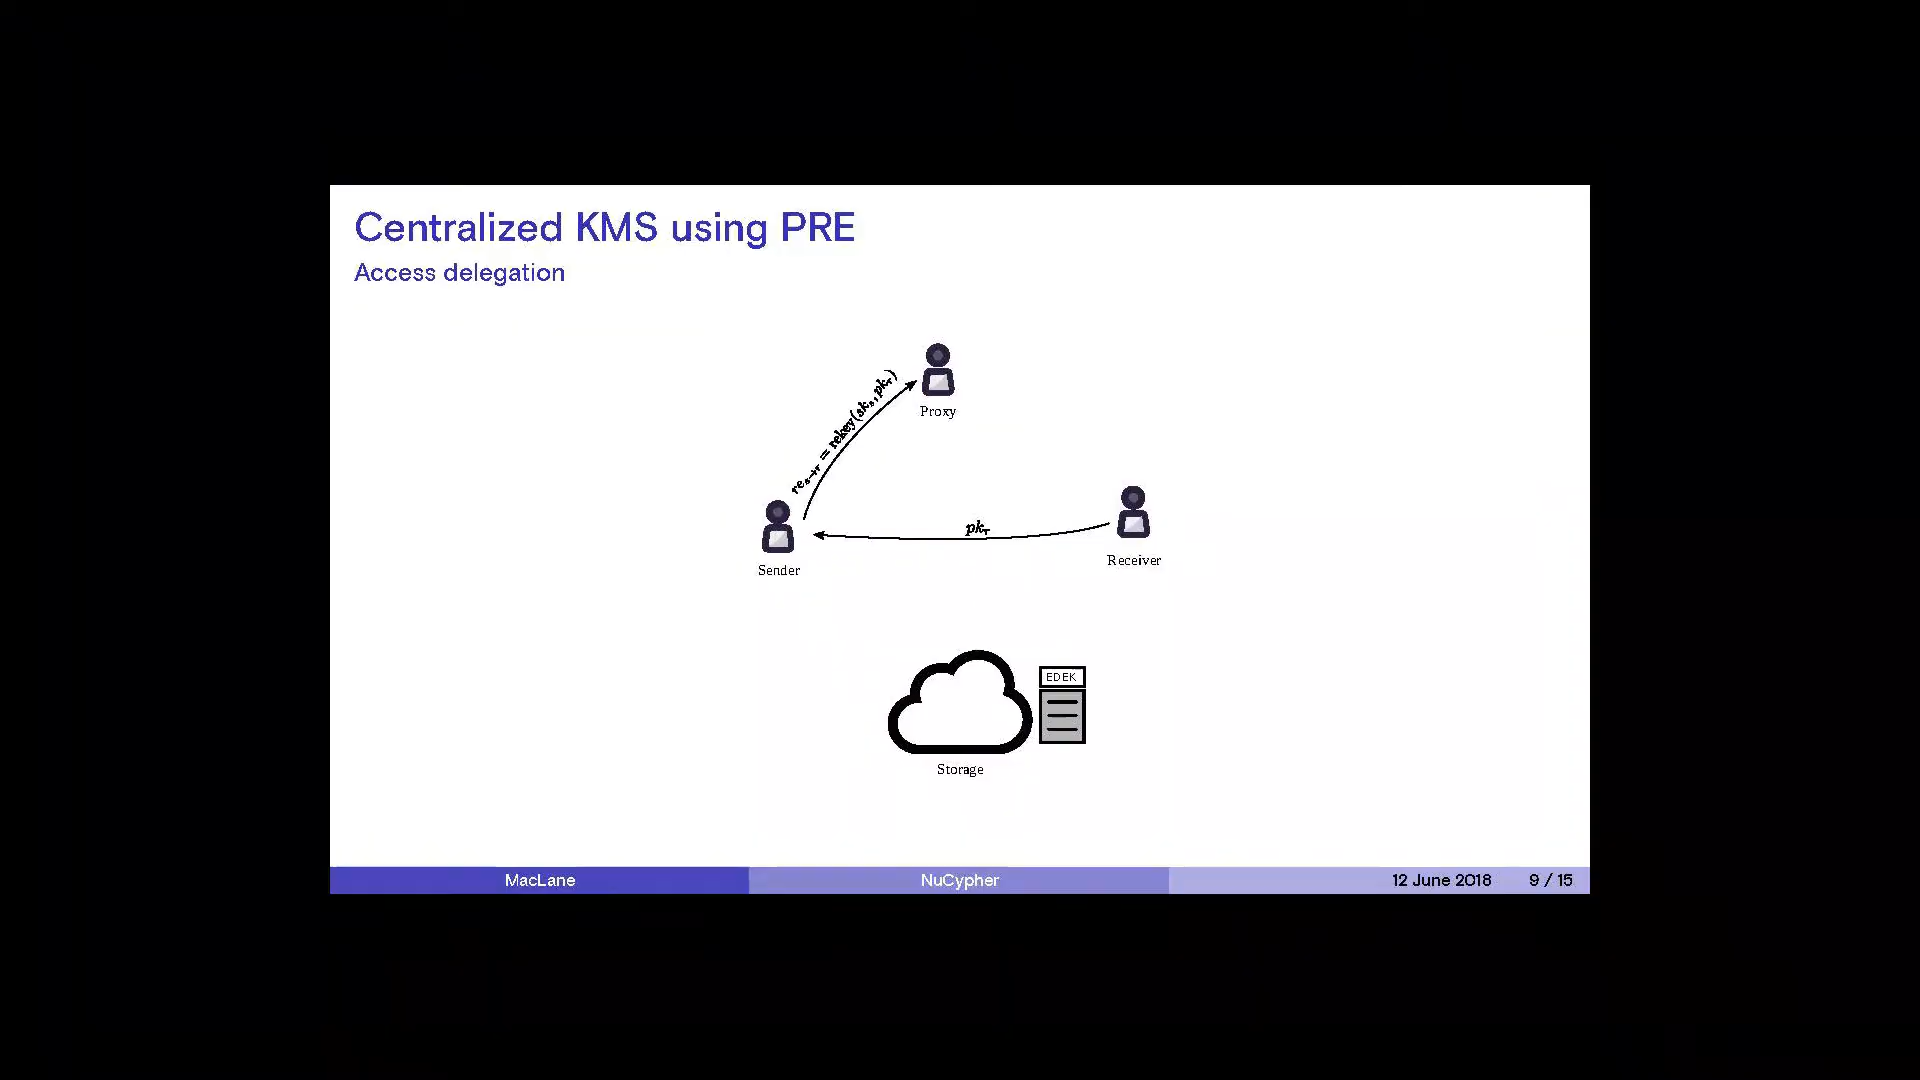 Centralized KMS using PRE
Access delegation
Proxy
re_{s→r} = rekey(sk_s, pk_r)
pk_r
Sender
Receiver
EDEK
Storage
MacLane NuCypher 12 June 2018 9 / 15